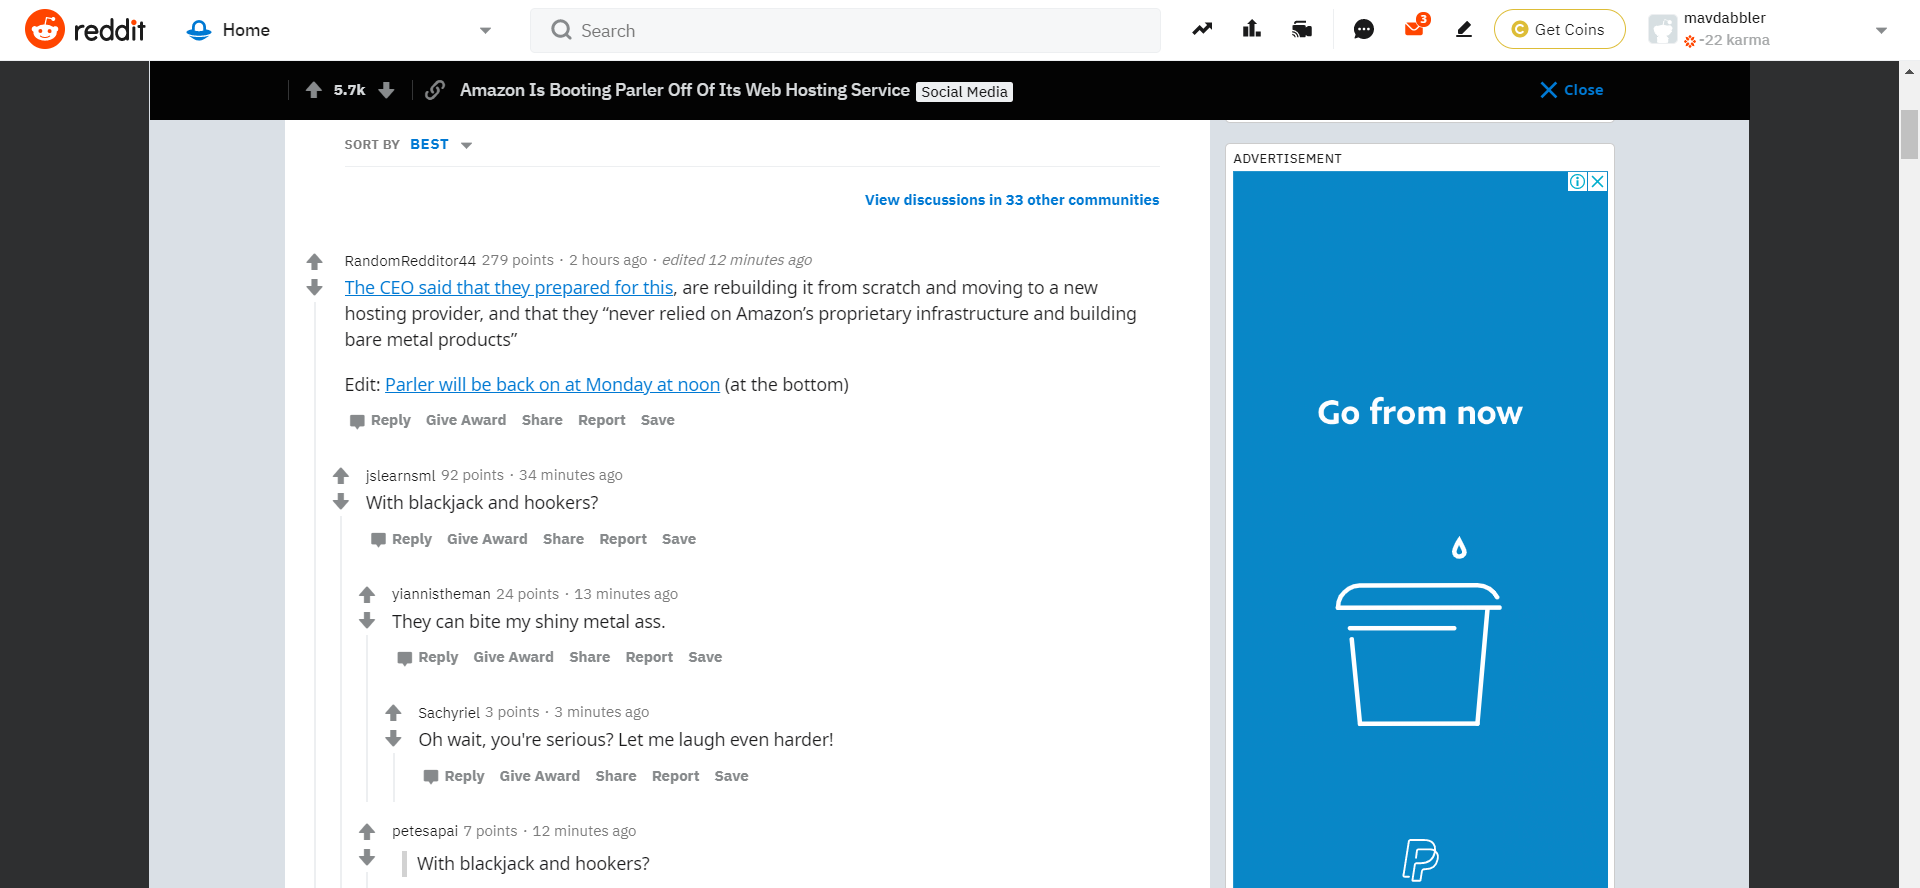 reddit
Home
Search
3
Get Coins
mavdabbler
-22 karma
5.7k
Amazon Is Booting Parler Off Of Its Web Hosting Service
Social Media
Close
SORT BY BEST
View discussions in 33 other communities
RandomRedditor44 279 points · 2 hours ago · edited 12 minutes ago
The CEO said that they prepared for this, are rebuilding it from scratch and moving to a new
hosting provider, and that they “never relied on Amazon’s proprietary infrastructure and building
bare metal products”
Edit: Parler will be back on at Monday at noon (at the bottom)
Reply Give Award Share Report Save
jslearnsml 92 points · 34 minutes ago
With blackjack and hookers?
Reply Give Award Share Report Save
yiannistheman 24 points · 13 minutes ago
They can bite my shiny metal ass.
Reply Give Award Share Report Save
Sachyriel 3 points · 3 minutes ago
Oh wait, you're serious? Let me laugh even harder!
Reply Give Award Share Report Save
petesapai 7 points · 12 minutes ago
With blackjack and hookers?
ADVERTISEMENT
Go from now